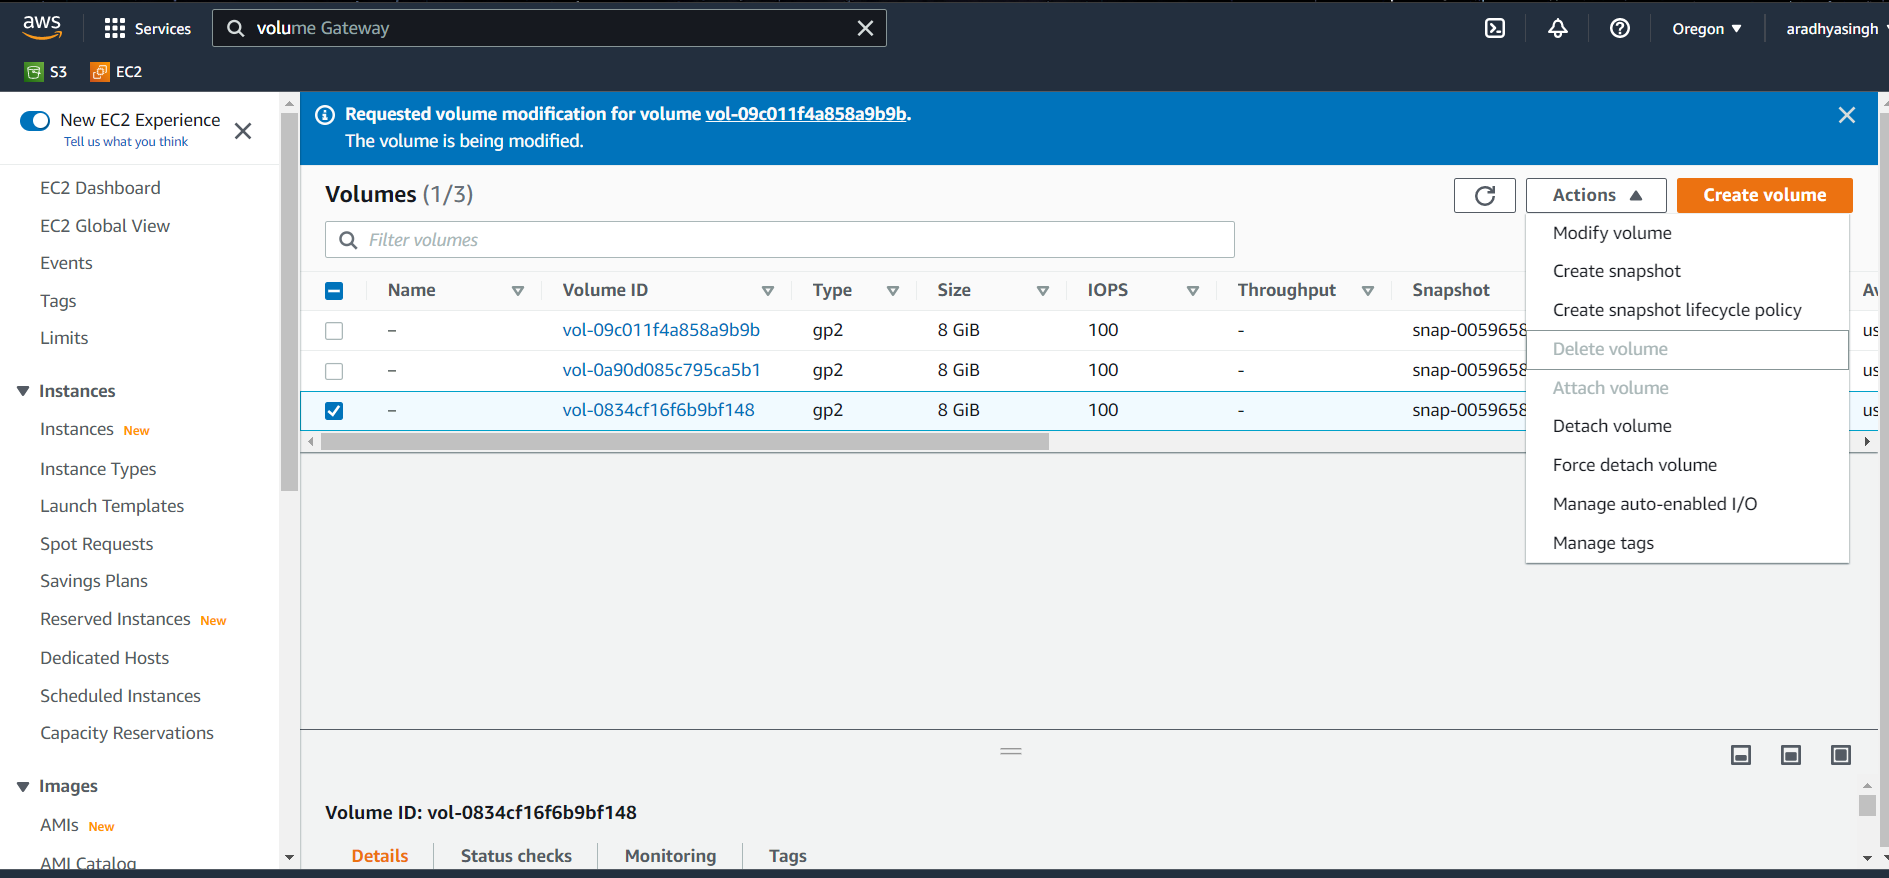 aws
Services
volume Gateway
Oregon ▼
aradhyasingh
S3
EC2
New EC2 Experience
Tell us what you think
EC2 Dashboard
EC2 Global View
Events
Tags
Limits
Instances
Instances New
Instance Types
Launch Templates
Spot Requests
Savings Plans
Reserved Instances New
Dedicated Hosts
Scheduled Instances
Capacity Reservations
Images
AMIs New
AMI Catalog
Requested volume modification for volume vol-09c011f4a858a9b9b.
The volume is being modified.
Volumes (1/3)
Actions ▲
Create volume
Filter volumes
Name Volume ID Type Size IOPS Throughput Snapshot Av
– vol-09c011f4a858a9b9b gp2 8 GiB 100 - snap-0059658 us
– vol-0a90d085c795ca5b1 gp2 8 GiB 100 - snap-0059658 us
– vol-0834cf16f6b9bf148 gp2 8 GiB 100 - snap-0059658 us
Modify volume
Create snapshot
Create snapshot lifecycle policy
Delete volume
Attach volume
Detach volume
Force detach volume
Manage auto-enabled I/O
Manage tags
Volume ID: vol-0834cf16f6b9bf148
Details Status checks Monitoring Tags